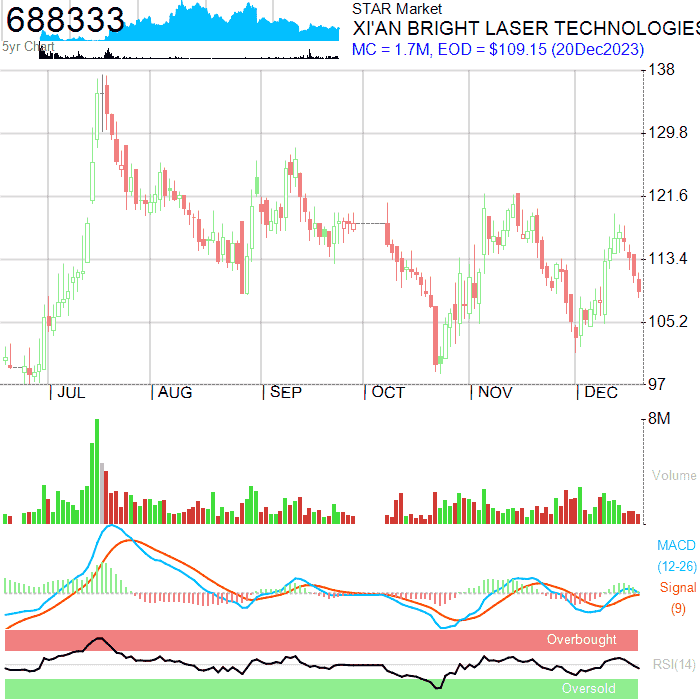 688333
5yr Chart
STAR Market
XI'AN BRIGHT LASER TECHNOLOGIES
MC = 1.7M, EOD = $109.15 (20Dec2023)
138
129.8
121.6
113.4
105.2
97
JUL AUG SEP OCT NOV DEC
8M
Volume
MACD
(12-26)
Signal
(9)
Overbought
RSI(14)
Oversold